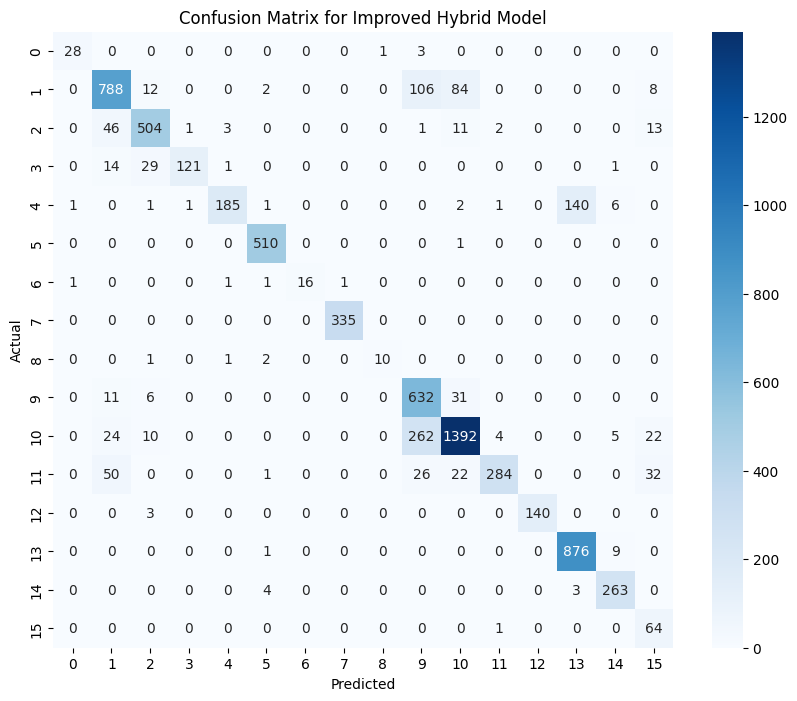 Confusion Matrix for Improved Hybrid Model
0 28 0 0 0 0 0 0 0 1 3 0 0 0 0 0 0
1 0 788 12 0 0 2 0 0 0 106 84 0 0 0 0 8
2 0 46 504 1 3 0 0 0 0 1 11 2 0 0 0 13
3 0 14 29 121 1 0 0 0 0 0 0 0 0 0 1 0
4 1 0 1 1 185 1 0 0 0 0 2 1 0 140 6 0
5 0 0 0 0 0 510 0 0 0 0 1 0 0 0 0 0
6 1 0 0 0 1 1 16 1 0 0 0 0 0 0 0 0
7 0 0 0 0 0 0 0 335 0 0 0 0 0 0 0 0
8 0 0 1 0 1 2 0 0 10 0 0 0 0 0 0 0
9 0 11 6 0 0 0 0 0 0 632 31 0 0 0 0 0
10 0 24 10 0 0 0 0 0 0 262 1392 4 0 0 5 22
11 0 50 0 0 0 1 0 0 0 26 22 284 0 0 0 32
12 0 0 3 0 0 0 0 0 0 0 0 0 140 0 0 0
13 0 0 0 0 0 1 0 0 0 0 0 0 0 876 9 0
14 0 0 0 0 0 4 0 0 0 0 0 0 0 3 263 0
15 0 0 0 0 0 0 0 0 0 0 0 1 0 0 0 64
0 1 2 3 4 5 6 7 8 9 10 11 12 13 14 15
Predicted
Actual
1200
1000
800
600
400
200
0